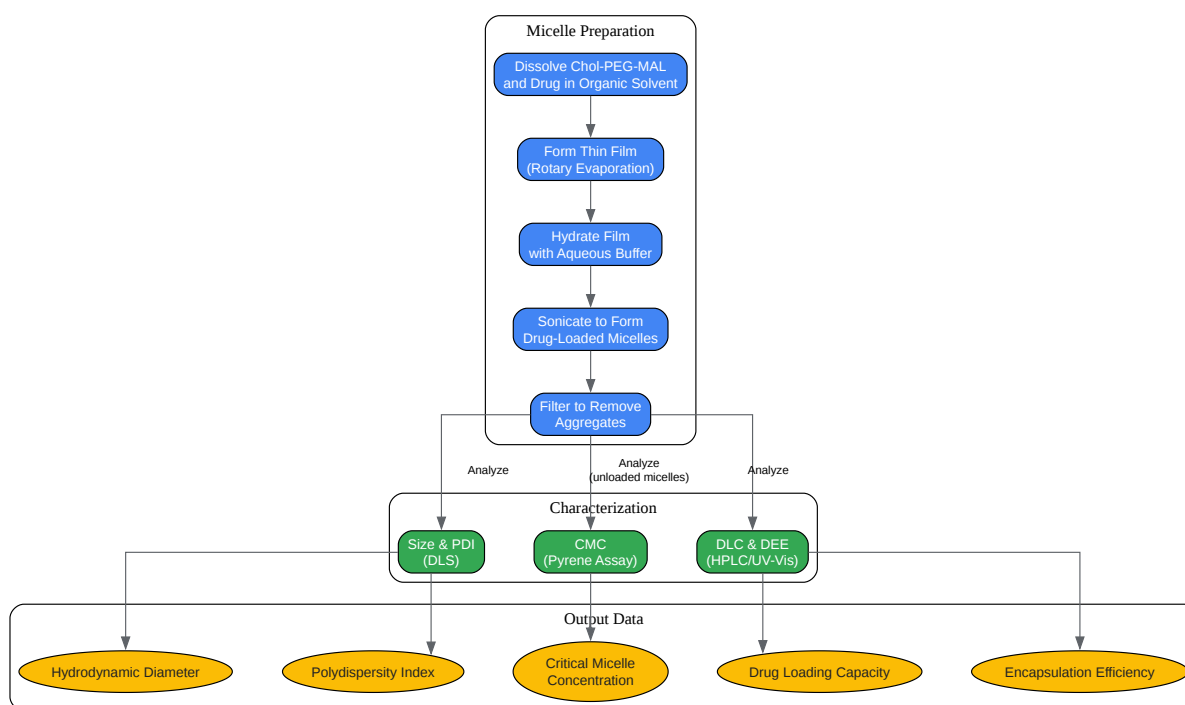 Micelle Preparation
Dissolve Chol-PEG-MAL
and Drug in Organic Solvent
Form Thin Film
(Rotary Evaporation)
Hydrate Film
with Aqueous Buffer
Sonicate to Form
Drug-Loaded Micelles
Filter to Remove
Aggregates
Analyze
Analyze
(unloaded micelles)
Analyze
Characterization
Size & PDI
(DLS)
CMC
(Pyrene Assay)
DLC & DEE
(HPLC/UV-Vis)
Output Data
Hydrodynamic Diameter
Polydispersity Index
Critical Micelle
Concentration
Drug Loading Capacity
Encapsulation Efficiency